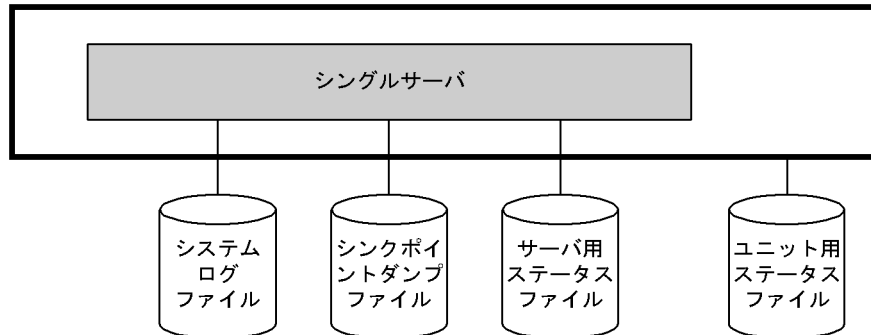 シングルサーバ
システム
ログ
ファイル
シンクポイ
ントダンプ
ファイル
サーバ用
ステータス
ファイル
ユニット用
ステータス
ファイル